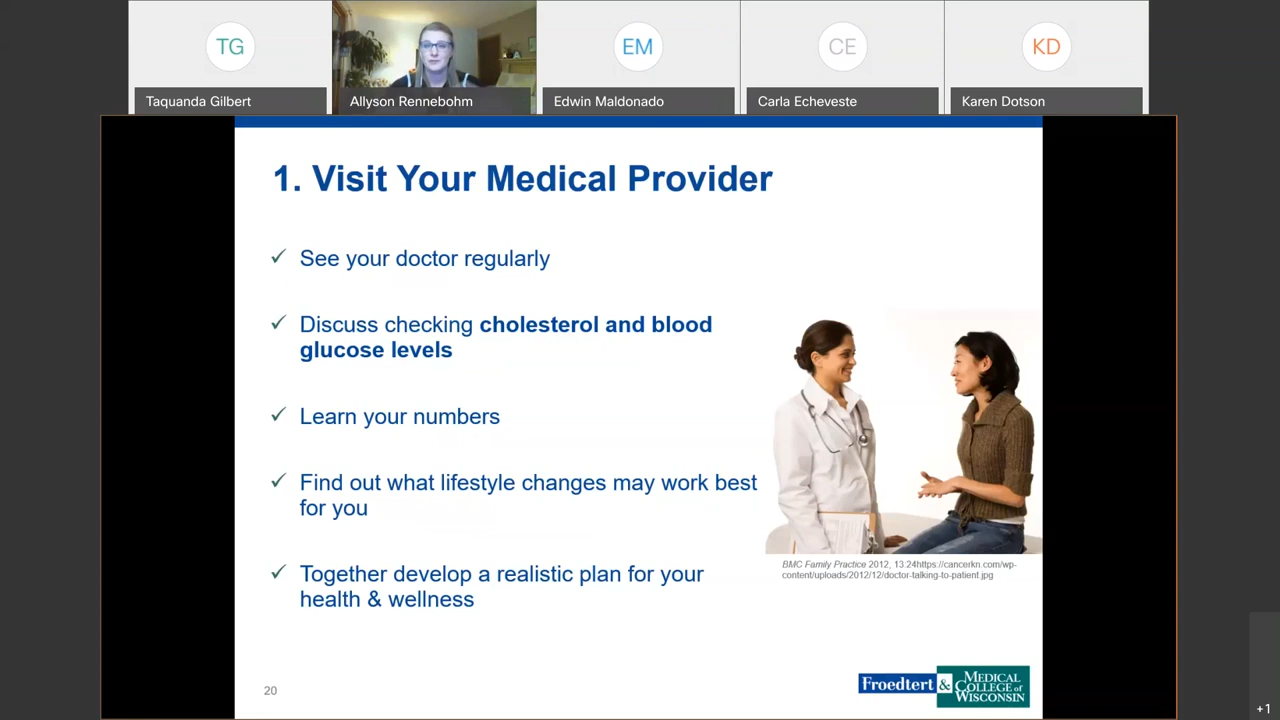 TG
EM
CE
KD
Taquanda Gilbert
Allyson Rennebohm
Edwin Maldonado
Carla Echeveste
Karen Dotson
1. Visit Your Medical Provider
✓ See your doctor regularly
✓ Discuss checking cholesterol and blood
glucose levels
✓ Learn your numbers
✓ Find out what lifestyle changes may work best
for you
✓ Together develop a realistic plan for your
health & wellness
BMC Family Practice 2012, 13:24https://cancerkn.com/wp-
content/uploads/2012/12/doctor-talking-to-patient.jpg
20
Froedtert & MEDICAL
COLLEGE of
WISCONSIN
+1